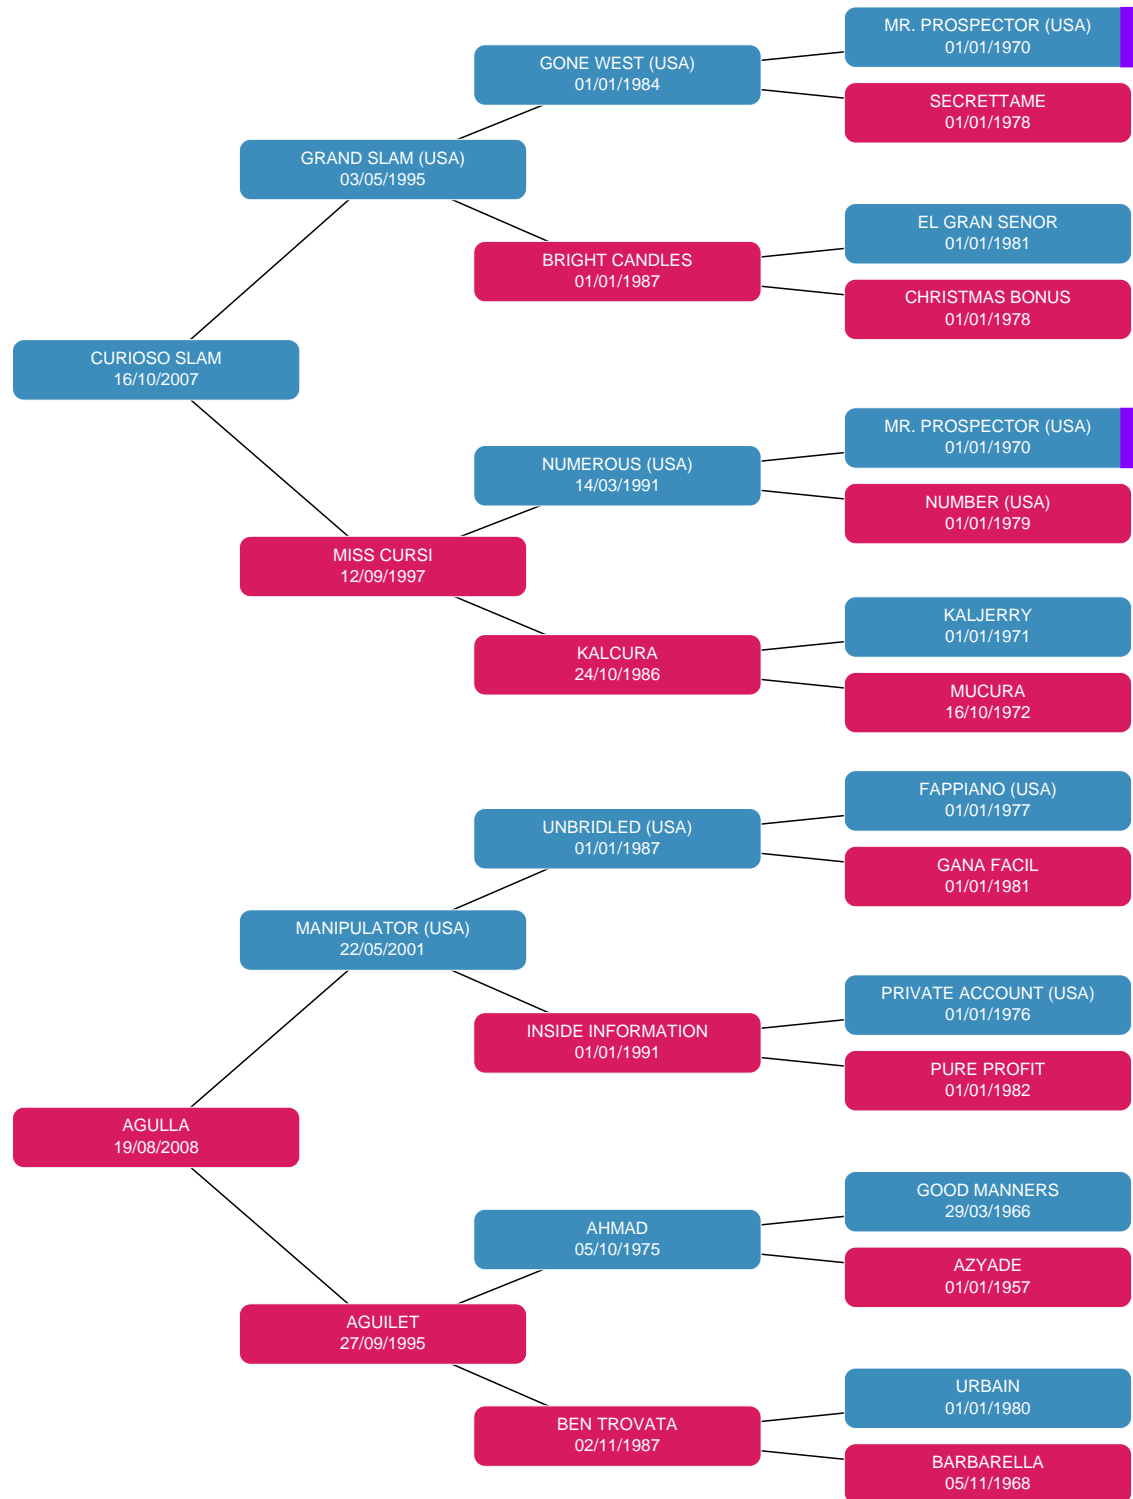 MR. PROSPECTOR (USA)
01/01/1970
GONE WEST (USA)
01/01/1984
SECRETTAME
01/01/1978
GRAND SLAM (USA)
03/05/1995
EL GRAN SENOR
01/01/1981
BRIGHT CANDLES
01/01/1987
CHRISTMAS BONUS
01/01/1978
CURIOSO SLAM
16/10/2007
MR. PROSPECTOR (USA)
01/01/1970
NUMEROUS (USA)
14/03/1991
NUMBER (USA)
01/01/1979
MISS CURSI
12/09/1997
KALJERRY
01/01/1971
KALCURA
24/10/1986
MUCURA
16/10/1972
FAPPIANO (USA)
01/01/1977
UNBRIDLED (USA)
01/01/1987
GANA FACIL
01/01/1981
MANIPULATOR (USA)
22/05/2001
PRIVATE ACCOUNT (USA)
01/01/1976
INSIDE INFORMATION
01/01/1991
PURE PROFIT
01/01/1982
AGULLA
19/08/2008
GOOD MANNERS
29/03/1966
AHMAD
05/10/1975
AZYADE
01/01/1957
AGUILET
27/09/1995
URBAIN
01/01/1980
BEN TROVATA
02/11/1987
BARBARELLA
05/11/1968